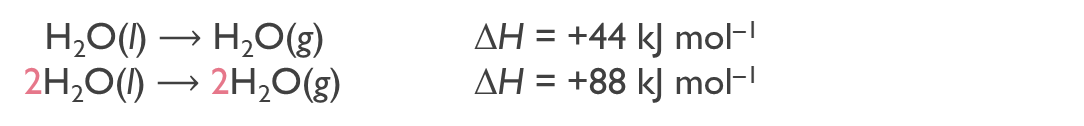 H₂O(l) ⟶ H₂O(g) ΔH = +44 kJ mol⁻¹
2H₂O(l) ⟶ 2H₂O(g) ΔH = +88 kJ mol⁻¹